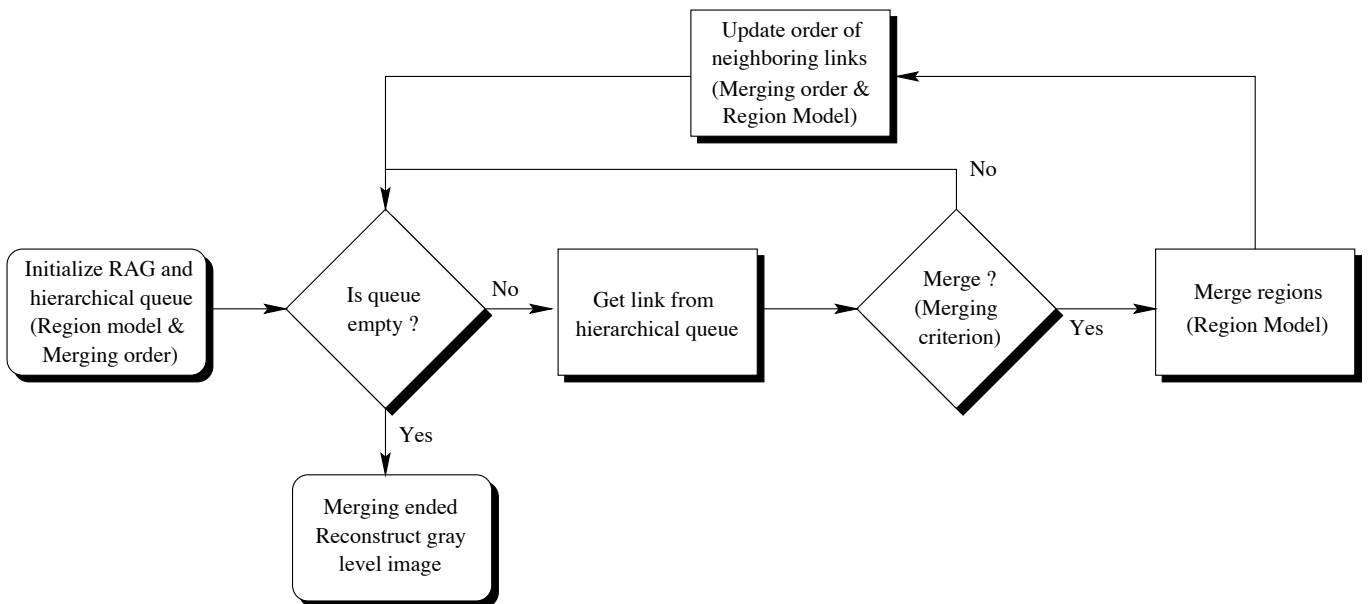 Update order of
neighboring links
(Merging order &
Region Model)
No
Initialize RAG and
hierarchical queue
(Region model &
Merging order)
Is queue
empty ?
No
Get link from
hierarchical queue
Merge ?
(Merging
criterion)
Yes
Merge regions
(Region Model)
Yes
Merging ended
Reconstruct gray
level image